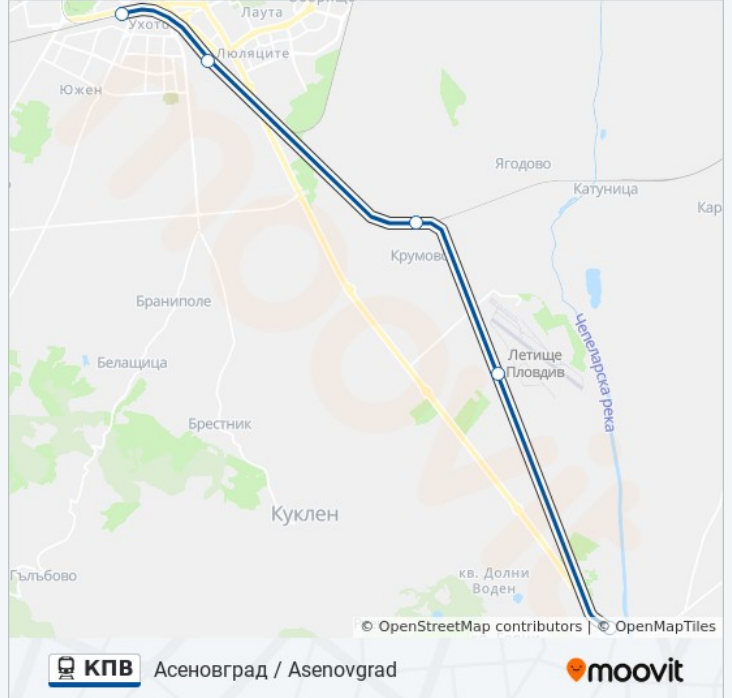 Лаута
Ухото
Люляците
Южен
Ягодово
Катуница
Кар
Крумово
Браниполе
Летище
Пловдив
Белащица
Чепеларска река
Брестник
Куклен
Гълъбово
кв. Долни
Воден
© OpenStreetMap contributors | © OpenMapTiles
КПВ Асеновград / Asenovgrad moovit
moovit